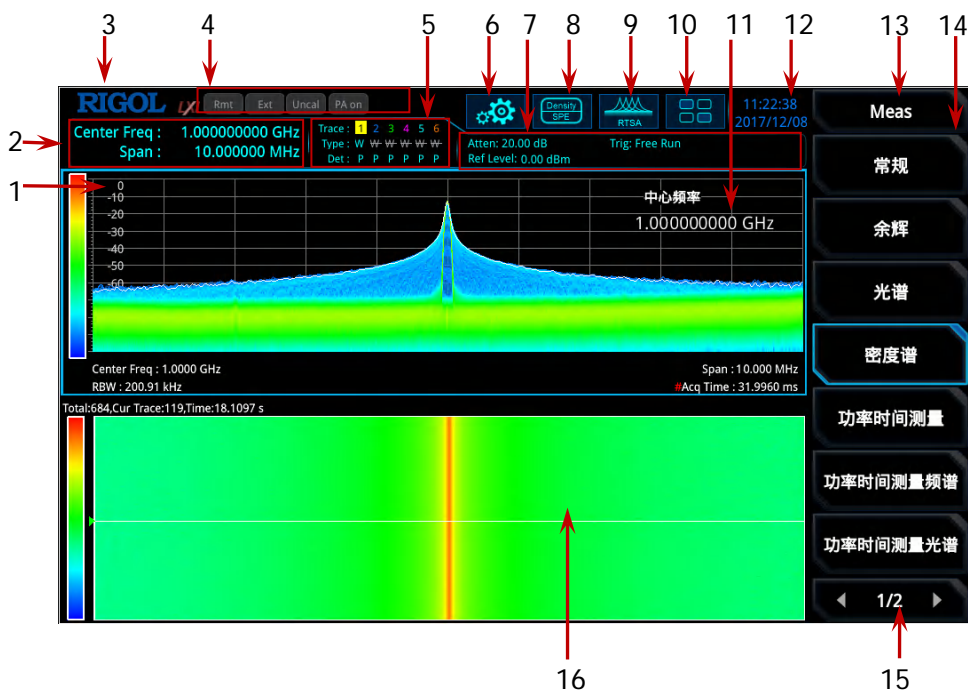 3 4 5 6 7 8 9 10 11 12 13 14
RIGOL LXI Rmt Ext Uncal PA on
Density
SPE
RTSA
11:22:38
2017/12/08
Meas
2
Center Freq : 1.000000000 GHz
Span : 10.000000 MHz
Trace : 1 2 3 4 5 6
Type : W W W W W W
Det : P P P P P P
Atten: 20.00 dB Trig: Free Run
Ref Level: 0.00 dBm
常规
1
0
-10
-20
-30
-40
-50
-60
中心频率
1.000000000 GHz
余辉
光谱
密度谱
Center Freq : 1.0000 GHz Span : 10.000 MHz
RBW : 200.91 kHz #Acq Time : 31.9960 ms
Total:684,Cur Trace:119,Time:18.1097 s
功率时间测量
功率时间测量频谱
功率时间测量光谱
1/2
16 15